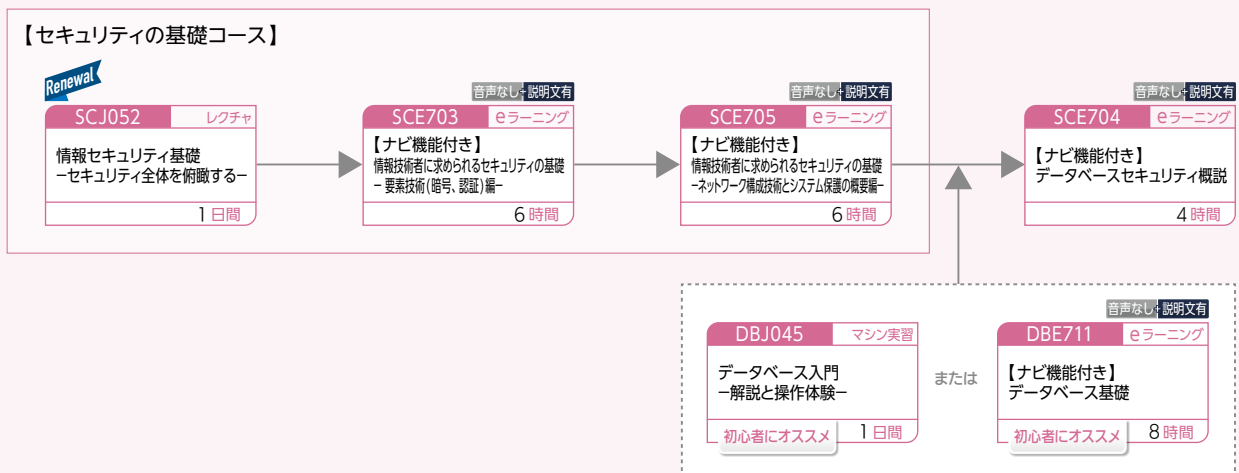 【セキュリティの基礎コース】
Renewal
SCJ052 レクチャ
情報セキュリティ基礎
−セキュリティ全体を俯瞰する−
1日間
音声なし+説明文有
SCE703 eラーニング
【ナビ機能付き】
情報技術者に求められるセキュリティの基礎
−要素技術(暗号、認証)編−
6時間
音声なし+説明文有
SCE705 eラーニング
【ナビ機能付き】
情報技術者に求められるセキュリティの基礎
−ネットワーク構成技術とシステム保護の概要編−
6時間
音声なし+説明文有
SCE704 eラーニング
【ナビ機能付き】
データベースセキュリティ概説
4時間
DBJ045 マシン実習
データベース入門
−解説と操作体験−
初心者にオススメ 1日間
または
音声なし+説明文有
DBE711 eラーニング
【ナビ機能付き】
データベース基礎
初心者にオススメ 8時間